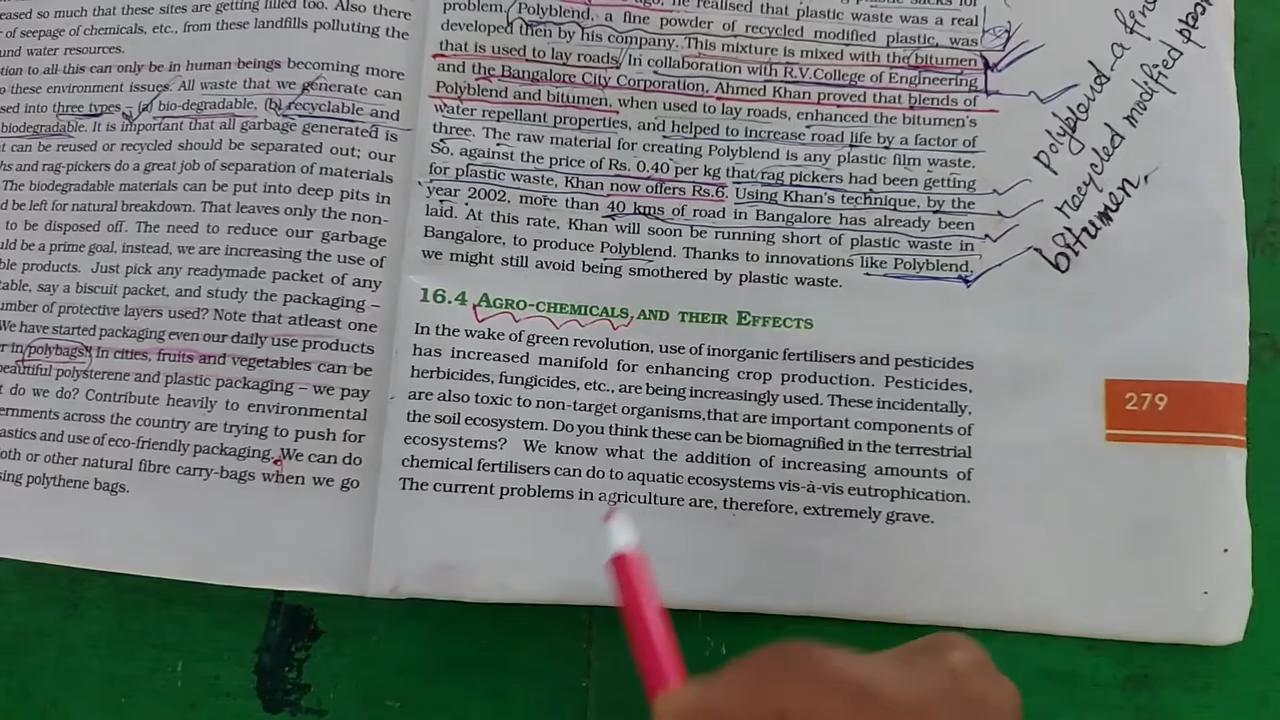 eased so much that these sites are getting filled too. Also there
of seepage of chemicals, etc., from these landfills polluting the
und water resources.
tion to all this can only be in human beings becoming more
o these environment issues. All waste that we generate can
sed into three types – (a) bio-degradable, (b) recyclable and
biodegradable. It is important that all garbage generated is
t can be reused or recycled should be separated out; our
hs and rag-pickers do a great job of separation of materials
The biodegradable materials can be put into deep pits in
d be left for natural breakdown. That leaves only the non-
to be disposed off. The need to reduce our garbage
uld be a prime goal, instead, we are increasing the use of
ble products. Just pick any readymade packet of any
table, say a biscuit packet, and study the packaging –
umber of protective layers used? Note that atleast one
We have started packaging even our daily use products
r in polybags!! In cities, fruits and vegetables can be
beautiful polysterene and plastic packaging – we pay
t do we do? Contribute heavily to environmental
ernments across the country are trying to push for
astics and use of eco-friendly packaging. We can do
loth or other natural fibre carry-bags when we go
sing polythene bags.
ago, he realised that plastic waste was a real
problem. Polyblend, a fine powder of recycled modified plastic, was
developed then by his company. This mixture is mixed with the bitumen
that is used to lay roads. In collaboration with R.V.College of Engineering
and the Bangalore City Corporation, Ahmed Khan proved that blends of
Polyblend and bitumen, when used to lay roads, enhanced the bitumen's
water repellant properties, and helped to increase road life by a factor of
three. The raw material for creating Polyblend is any plastic film waste.
So, against the price of Rs. 0.40 per kg that rag pickers had been getting
for plastic waste, Khan now offers Rs.6. Using Khan's technique, by the
year 2002, more than 40 kms of road in Bangalore has already been
laid. At this rate, Khan will soon be running short of plastic waste in
Bangalore, to produce Polyblend. Thanks to innovations like Polyblend,
we might still avoid being smothered by plastic waste.
16.4 AGRO-CHEMICALS AND THEIR EFFECTS
In the wake of green revolution, use of inorganic fertilisers and pesticides
has increased manifold for enhancing crop production. Pesticides,
herbicides, fungicides, etc., are being increasingly used. These incidentally,
are also toxic to non-target organisms, that are important components of
the soil ecosystem. Do you think these can be biomagnified in the terrestrial
ecosystems? We know what the addition of increasing amounts of
chemical fertilisers can do to aquatic ecosystems vis-à-vis eutrophication.
The current problems in agriculture are, therefore, extremely grave.
Polyblend - a fine
recycled modified
bitumen.
279